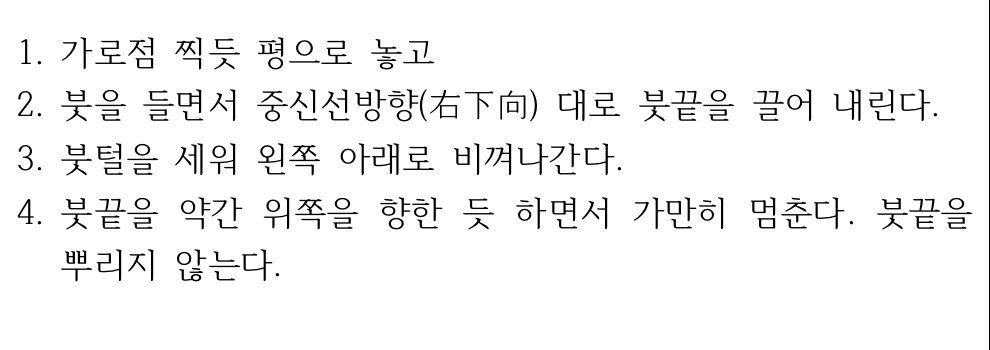 1. 가로점 찍듯 평으로 놓고
2. 붓을 들면서 중신선방향(右下向) 대로 붓끝을 끌어 내린다.
3. 붓털을 세워 왼쪽 아래로 비껴나간다.
4. 붓끝을 약간 위쪽을 향한 듯 하면서 가만히 멈춘다. 붓끝을
뿌리지 않는다.